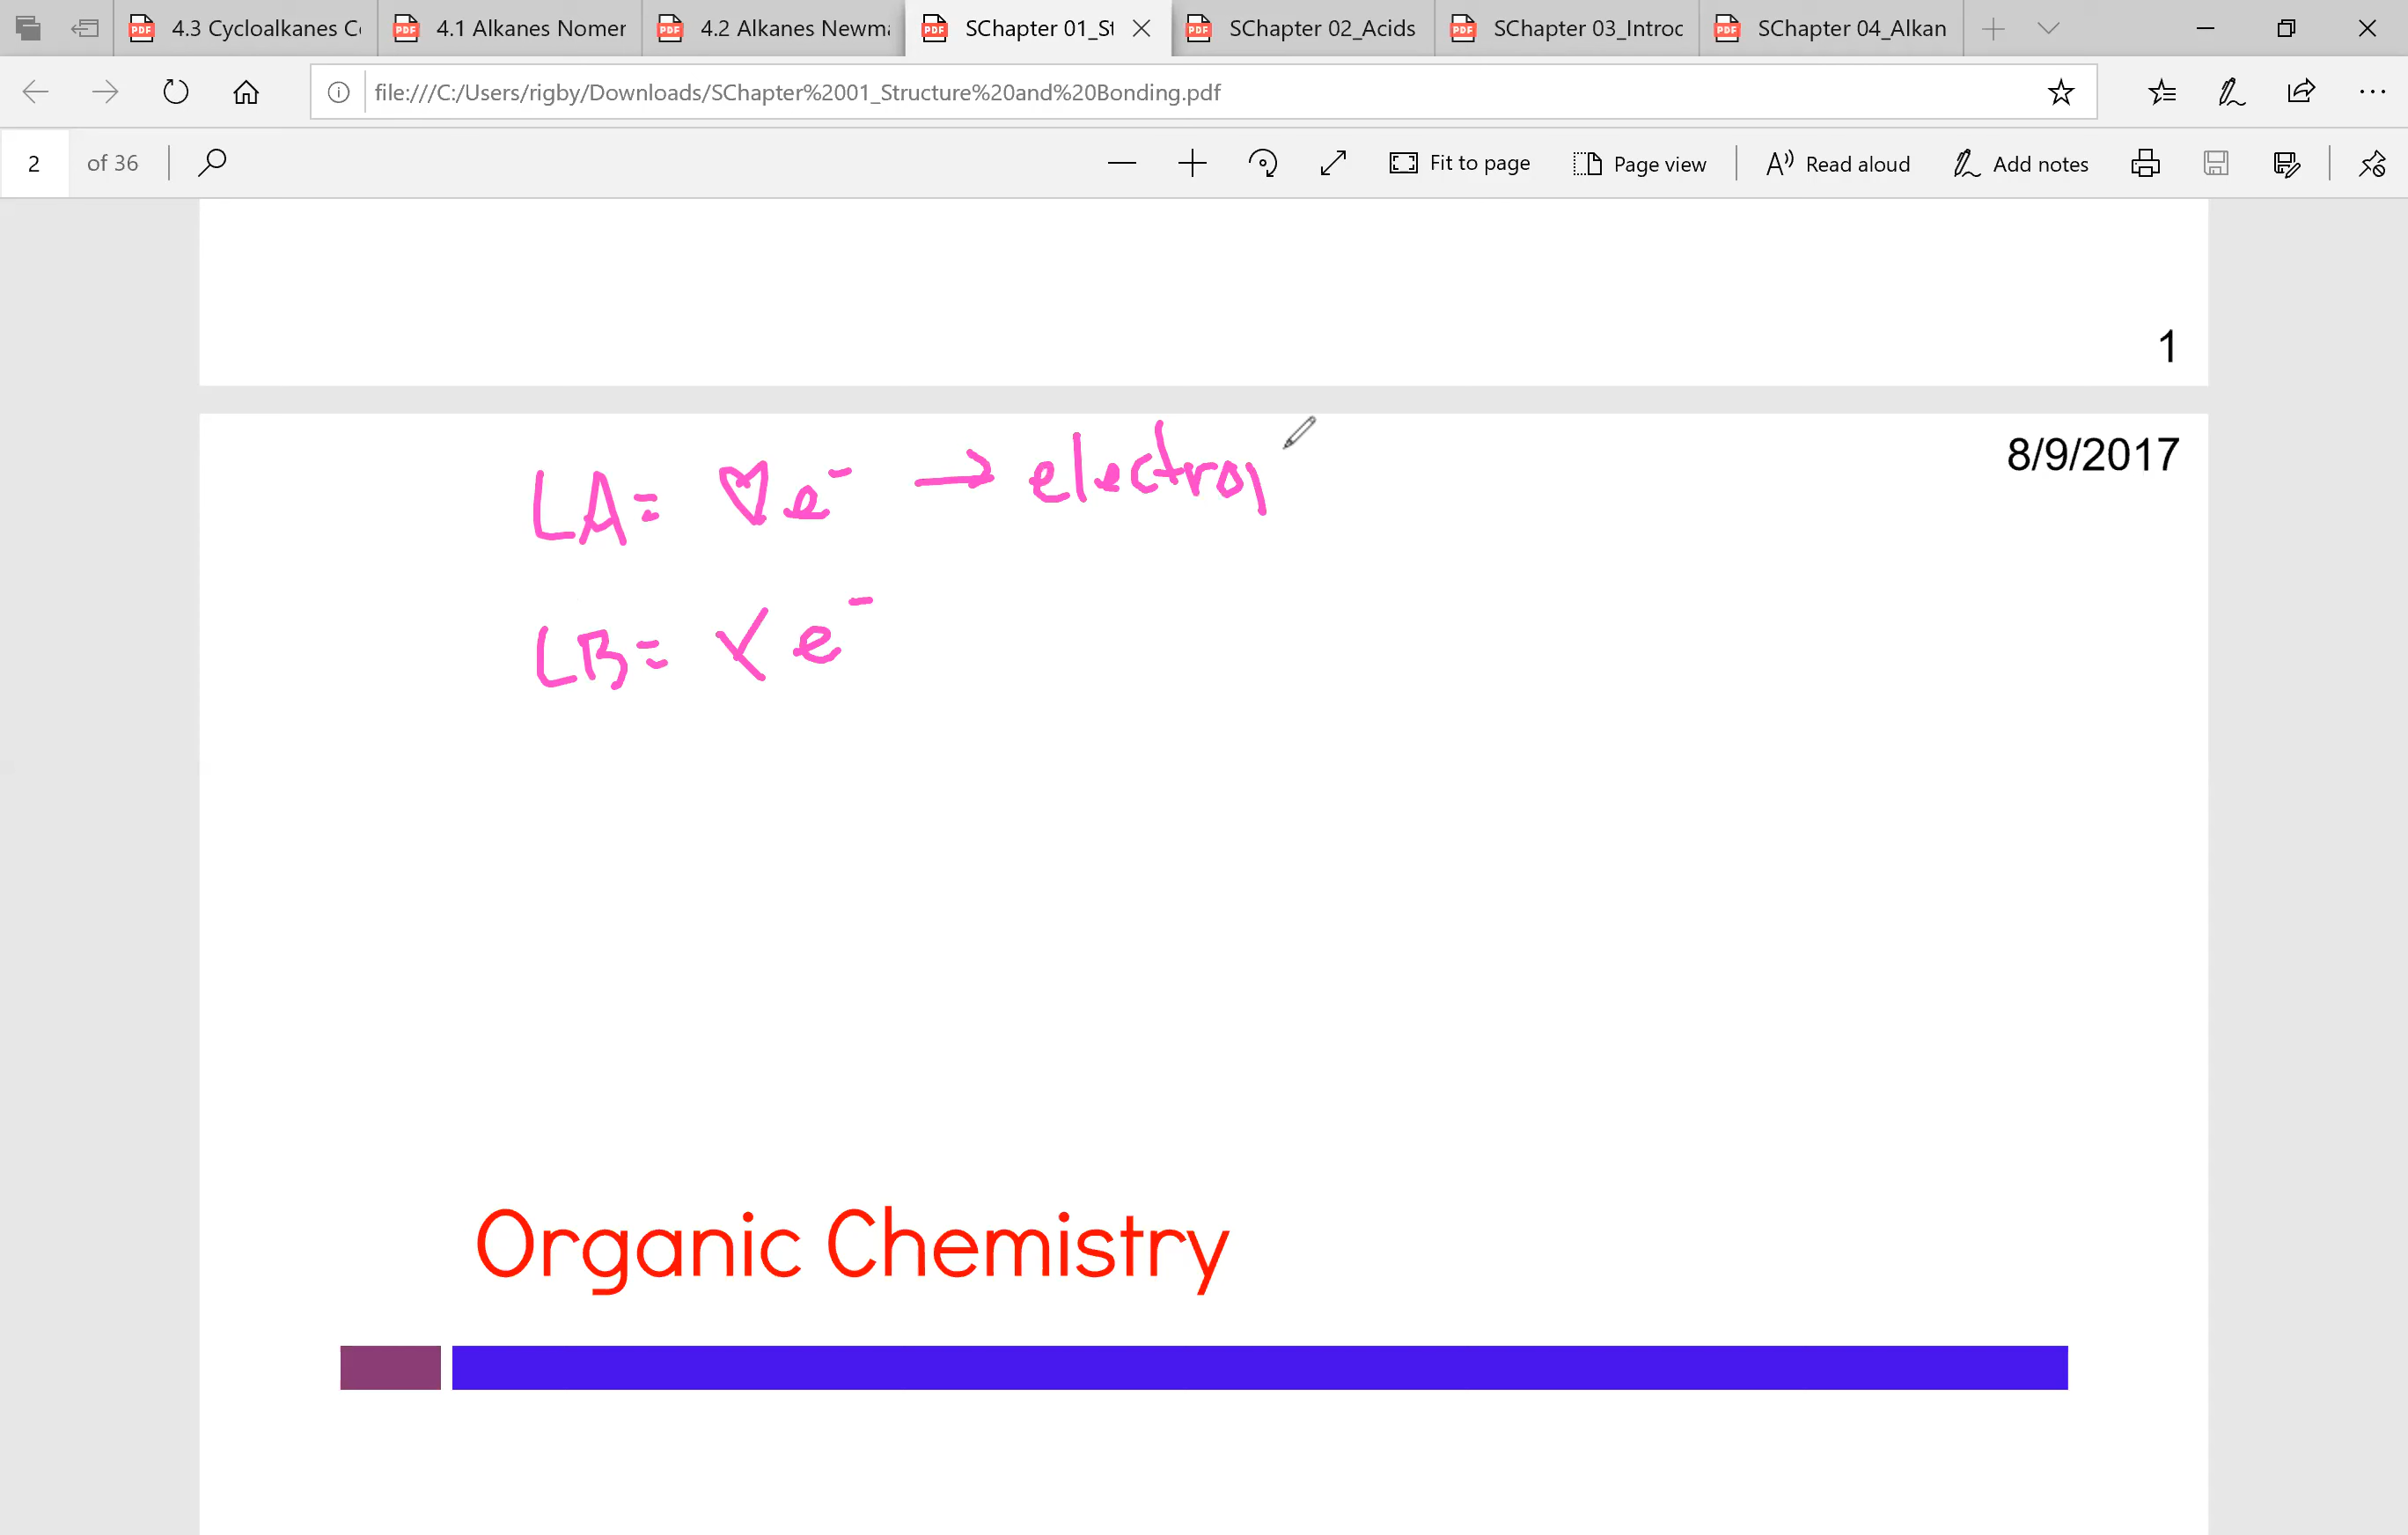 4.3 Cycloalkanes C
4.1 Alkanes Nomer
4.2 Alkanes Newm
SChapter 01_St
SChapter 02_Acids
SChapter 03_Introc
SChapter 04_Alkan
file:///C:/Users/rigby/Downloads/SChapter%2001_Structure%20and%20Bonding.pdf
2 of 36
Fit to page
Page view
Read aloud
Add notes
1
8/9/2017
LA= ♡ e⁻ → electron
LB= e⁻
Organic Chemistry